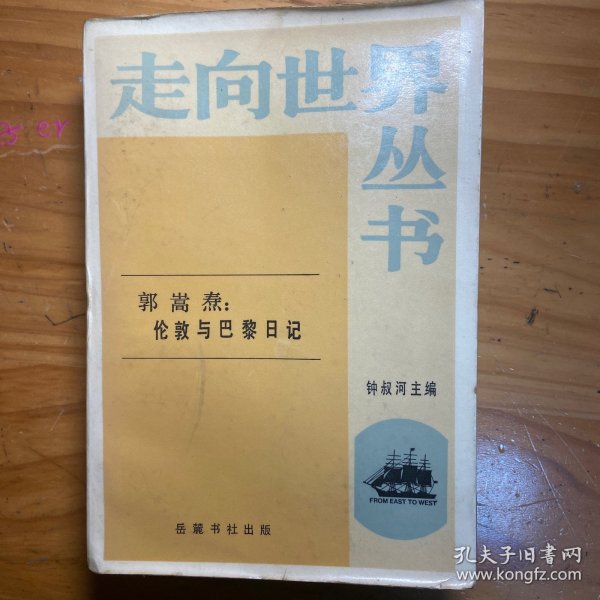 走向世界
丛书
郭嵩焘:
伦敦与巴黎日记
钟叔河主编
FROM EAST TO WEST
岳麓书社出版
孔夫子旧书网
www.kongfz.com